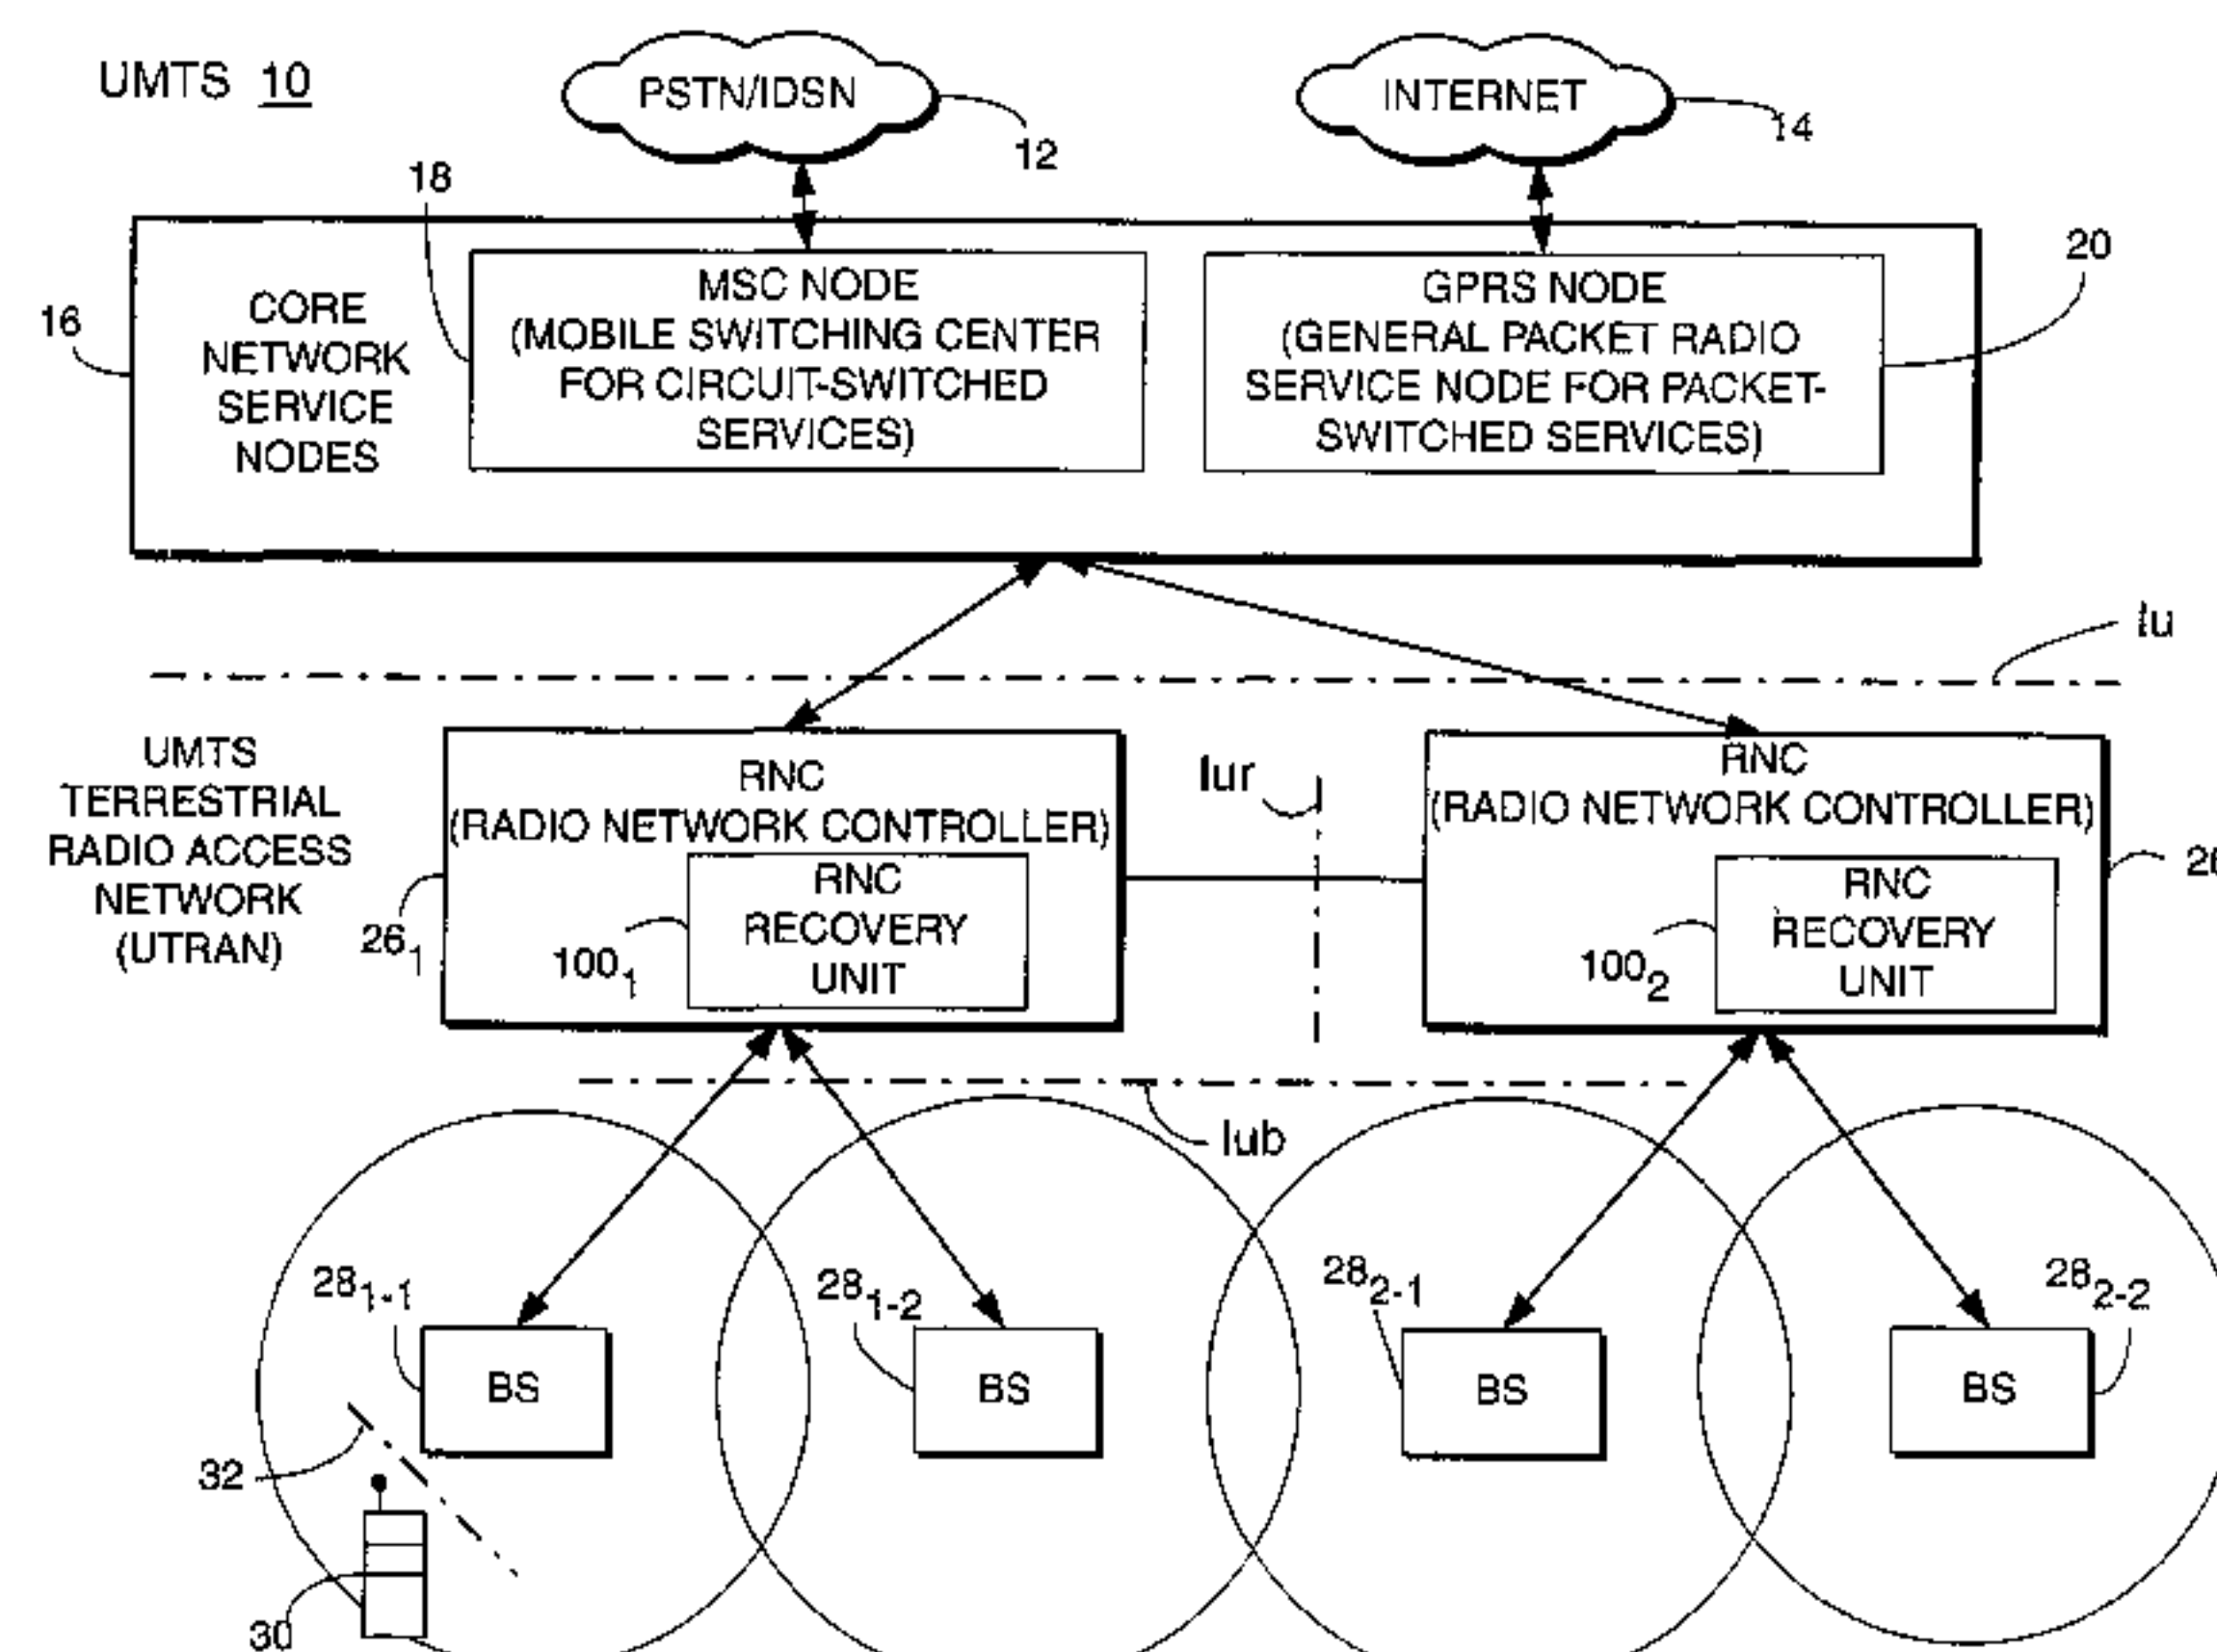 UMTS 10
PSTN/IDSN
12
INTERNET
14
18
20
16
CORE
NETWORK
SERVICE
NODES
MSC NODE
(MOBILE SWITCHING CENTER
FOR CIRCUIT-SWITCHED
SERVICES)
GPRS NODE
(GENERAL PACKET RADIO
SERVICE NODE FOR PACKET-
SWITCHED SERVICES)
Iu
UMTS
TERRESTRIAL
RADIO ACCESS
NETWORK
(UTRAN)
26₁
RNC
(RADIO NETWORK CONTROLLER)
RNC
RECOVERY
UNIT
100₁
Iur
RNC
(RADIO NETWORK CONTROLLER)
RNC
RECOVERY
UNIT
100₂
Iub
28₁₋₁
BS
28₁₋₂
BS
28₂₋₁
BS
28₂₋₂
BS
32
30